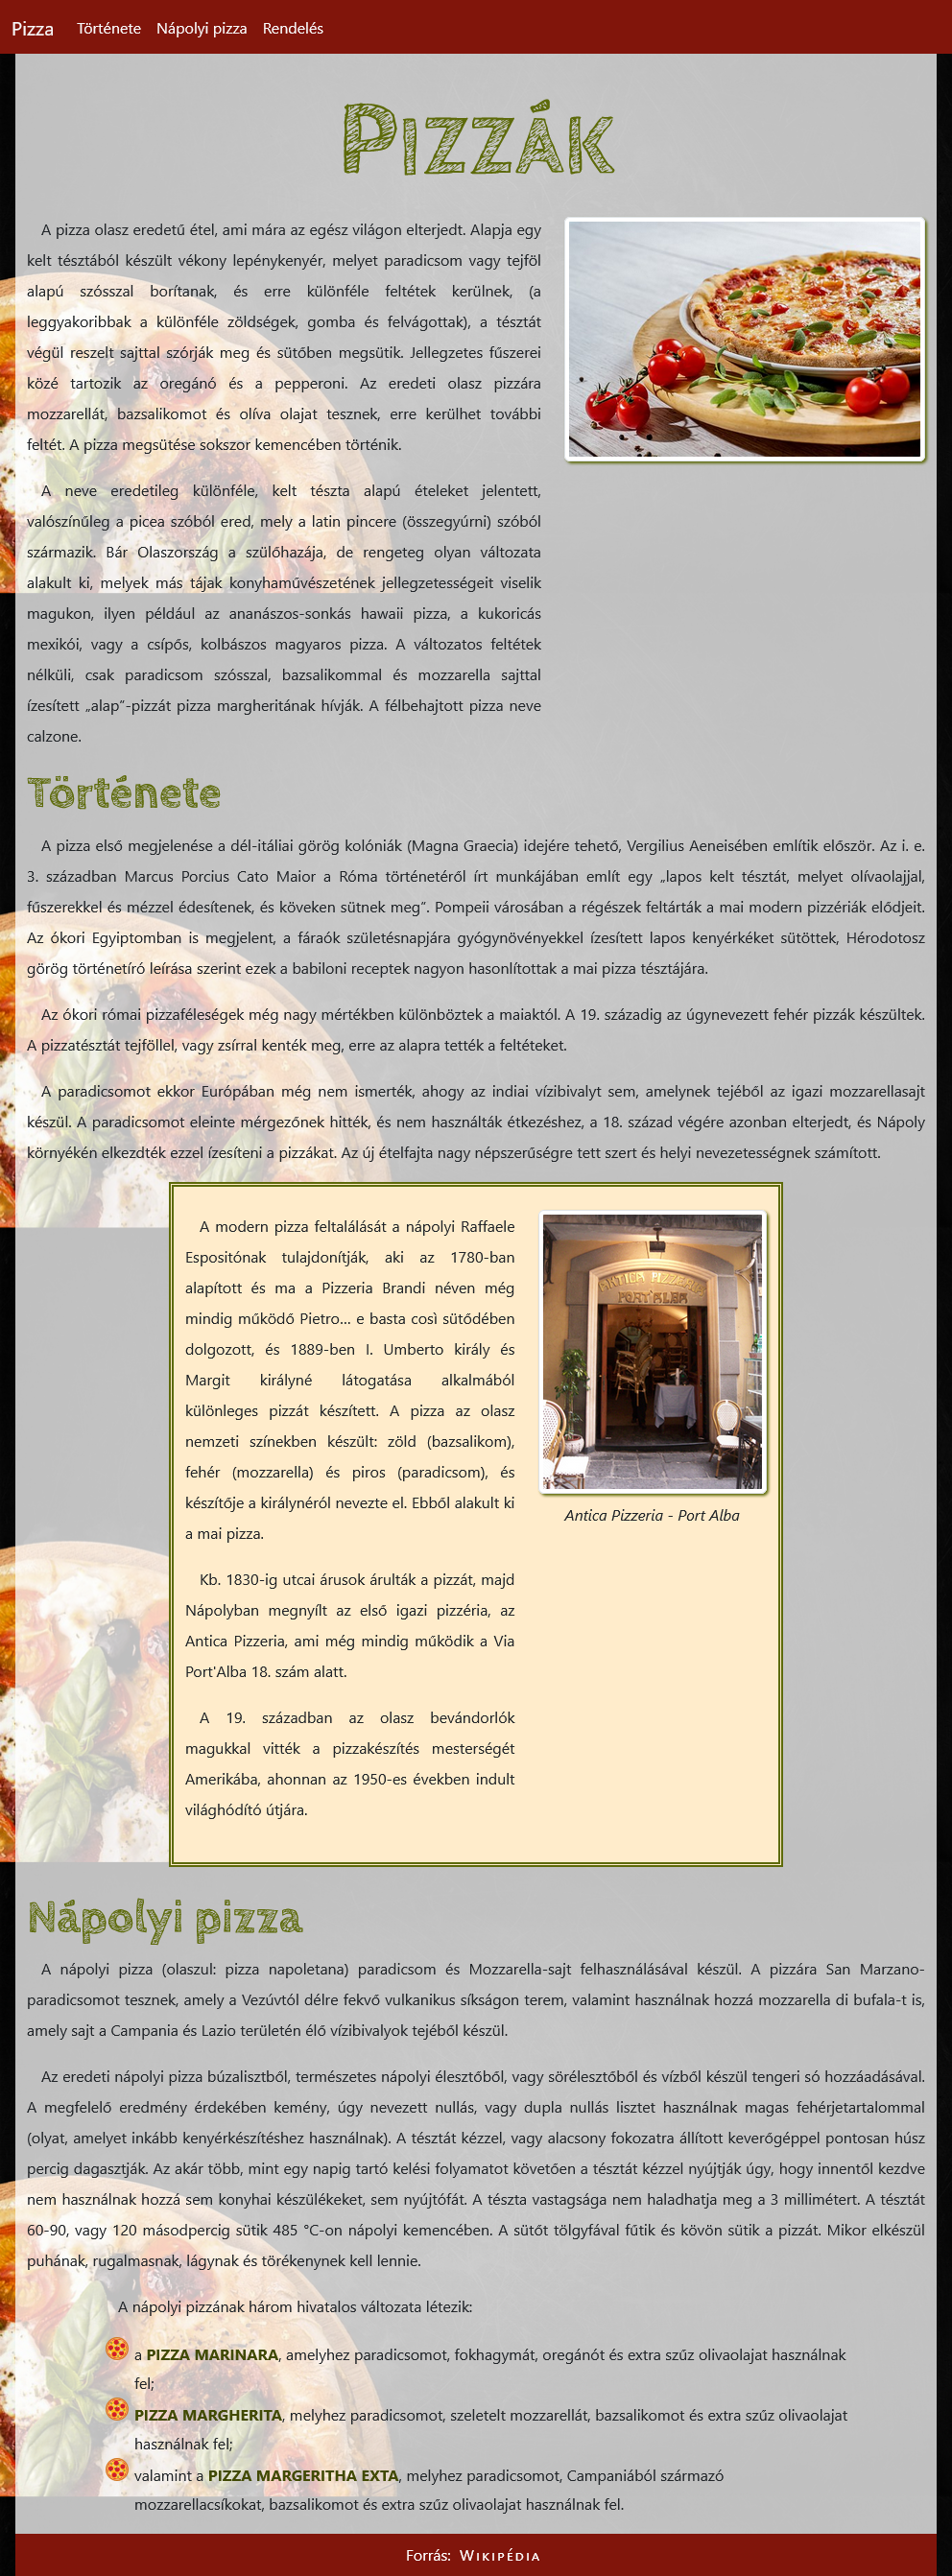 Pizza Története Nápolyi pizza Rendelés
Pizzák
A pizza olasz eredetű étel, ami mára az egész világon elterjedt. Alapja egy
kelt tésztából készült vékony lepénykenyér, melyet paradicsom vagy tejföl
alapú szósszal borítanak, és erre különféle feltétek kerülnek, (a
leggyakoribbak a különféle zöldségek, gomba és felvágottak), a tésztát
végül reszelt sajttal szórják meg és sütőben megsütik. Jellegzetes fűszerei
közé tartozik az oregánó és a pepperoni. Az eredeti olasz pizzára
mozzarellát, bazsalikomot és olíva olajat tesznek, erre kerülhet további
feltét. A pizza megsütése sokszor kemencében történik.
A neve eredetileg különféle, kelt tészta alapú ételeket jelentett,
valószínűleg a picea szóból ered, mely a latin pincere (összegyúrni) szóból
származik. Bár Olaszország a szülőhazája, de rengeteg olyan változata
alakult ki, melyek más tájak konyhaművészetének jellegzetességeit viselik
magukon, ilyen például az ananászos-sonkás hawaii pizza, a kukoricás
mexikói, vagy a csípős, kolbászos magyaros pizza. A változatos feltétek
nélküli, csak paradicsom szósszal, bazsalikommal és mozzarella sajttal
ízesített „alap”-pizzát pizza margheritának hívják. A félbehajtott pizza neve
calzone.
Története
A pizza első megjelenése a dél-itáliai görög kolóniák (Magna Graecia) idejére tehető, Vergilius Aeneisében említik először. Az i. e.
3. században Marcus Porcius Cato Maior a Róma történetéről írt munkájában említ egy „lapos kelt tésztát, melyet olívaolajjal,
fűszerekkel és mézzel édesítenek, és köveken sütnek meg”. Pompeii városában a régészek feltárták a mai modern pizzériák elődjeit.
Az ókori Egyiptomban is megjelent, a fáraók születésnapjára gyógynövényekkel ízesített lapos kenyérkéket sütöttek, Hérodotosz
görög történetíró leírása szerint ezek a babiloni receptek nagyon hasonlítottak a mai pizza tésztájára.
Az ókori római pizzaféleségek még nagy mértékben különböztek a maiaktól. A 19. századig az úgynevezett fehér pizzák készültek.
A pizzatésztát tejföllel, vagy zsírral kenték meg, erre az alapra tették a feltéteket.
A paradicsomot ekkor Európában még nem ismerték, ahogy az indiai vízibivalyt sem, amelynek tejéből az igazi mozzarellasajt
készül. A paradicsomot eleinte mérgezőnek hitték, és nem használták étkezéshez, a 18. század végére azonban elterjedt, és Nápoly
környékén elkezdték ezzel ízesíteni a pizzákat. Az új ételfajta nagy népszerűségre tett szert és helyi nevezetességnek számított.
A modern pizza feltalálását a nápolyi Raffaele
Espositónak tulajdonítják, aki az 1780-ban
alapított és ma a Pizzeria Brandi néven még
mindig működő Pietro... e basta così sütődében
dolgozott, és 1889-ben I. Umberto király és
Margit királyné látogatása alkalmából
különleges pizzát készített. A pizza az olasz
nemzeti színekben készült: zöld (bazsalikom),
fehér (mozzarella) és piros (paradicsom), és
készítője a királynéról nevezte el. Ebből alakult ki
a mai pizza.
Kb. 1830-ig utcai árusok árulták a pizzát, majd
Nápolyban megnyílt az első igazi pizzéria, az
Antica Pizzeria, ami még mindig működik a Via
Port'Alba 18. szám alatt.
A 19. században az olasz bevándorlók
magukkal vitték a pizzakészítés mesterségét
Amerikába, ahonnan az 1950-es években indult
világhódító útjára.
ANTICA PIZZERIA
PORT'ALBA
Antica Pizzeria - Port Alba
Nápolyi pizza
A nápolyi pizza (olaszul: pizza napoletana) paradicsom és Mozzarella-sajt felhasználásával készül. A pizzára San Marzano-
paradicsomot tesznek, amely a Vezúvtól délre fekvő vulkanikus síkságon terem, valamint használnak hozzá mozzarella di bufala-t is,
amely sajt a Campania és Lazio területén élő vízibivalyok tejéből készül.
Az eredeti nápolyi pizza búzalisztből, természetes nápolyi élesztőből, vagy sörélesztőből és vízből készül tengeri só hozzáadásával.
A megfelelő eredmény érdekében kemény, úgy nevezett nullás, vagy dupla nullás lisztet használnak magas fehérjetartalommal
(olyat, amelyet inkább kenyérkészítéshez használnak). A tésztát kézzel, vagy alacsony fokozatra állított keverőgéppel pontosan húsz
percig dagasztják. Az akár több, mint egy napig tartó kelési folyamatot követően a tésztát kézzel nyújtják úgy, hogy innentől kezdve
nem használnak hozzá sem konyhai készülékeket, sem nyújtófát. A tészta vastagsága nem haladhatja meg a 3 millimétert. A tésztát
60-90, vagy 120 másodpercig sütik 485 °C-on nápolyi kemencében. A sütőt tölgyfával fűtik és kövön sütik a pizzát. Mikor elkészül
puhának, rugalmasnak, lágynak és törékenynek kell lennie.
A nápolyi pizzának három hivatalos változata létezik:
a PIZZA MARINARA, amelyhez paradicsomot, fokhagymát, oregánót és extra szűz olivaolajat használnak
fel;
PIZZA MARGHERITA, melyhez paradicsomot, szeletelt mozzarellát, bazsalikomot és extra szűz olivaolajat
használnak fel;
valamint a PIZZA MARGERITHA EXTA, melyhez paradicsomot, Campaniából származó
mozzarellacsíkokat, bazsalikomot és extra szűz olivaolajat használnak fel.
Forrás: Wikipédia